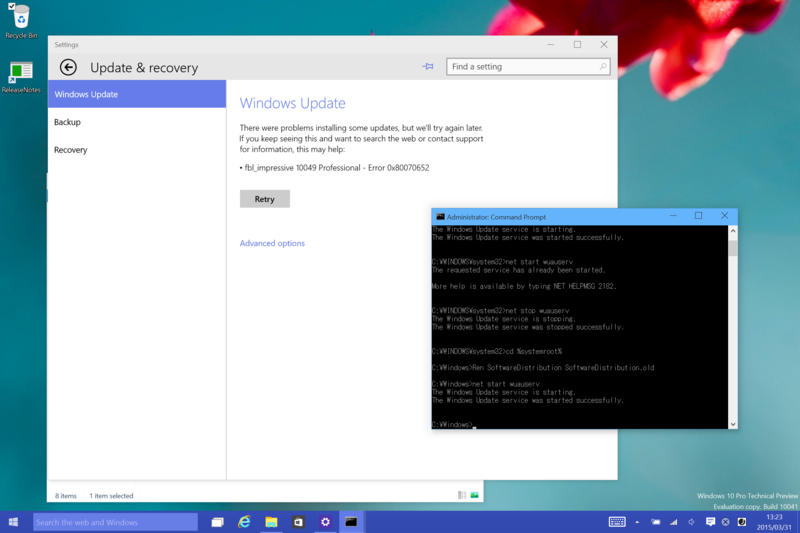 Recycle Bin
ReleaseNotes
Settings
Update & recovery
Find a setting
Windows Update
Backup
Recovery
Windows Update
There were problems installing some updates, but we'll try again later.
If you keep seeing this and want to search the web or contact support
for information, this may help:
• fbl_impressive 10049 Professional - Error 0x80070652
Retry
Advanced options
Administrator: Command Prompt
The Windows Update service is starting.
The Windows Update service was started successfully.
C:¥WINDOWS¥system32>net start wuauserv
The requested service has already been started.
More help is available by typing NET HELPMSG 2182.
C:¥WINDOWS¥system32>net stop wuauserv
The Windows Update service is stopping.
The Windows Update service was stopped successfully.
C:¥WINDOWS¥system32>cd %systemroot%
C:¥Windows>Ren SoftwareDistribution SoftwareDistribution.old
C:¥Windows>net start wuauserv
The Windows Update service is starting.
The Windows Update service was started successfully.
C:¥Windows>
8 items 1 item selected
Windows 10 Pro Technical Preview
Evaluation copy. Build 10041
Search the web and Windows
13:23
2015/03/31